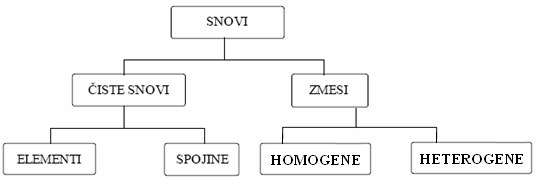 SNOVI
ČISTE SNOVI
ZMESI
ELEMENTI
SPOJINE
HOMOGENE
HETEROGENE